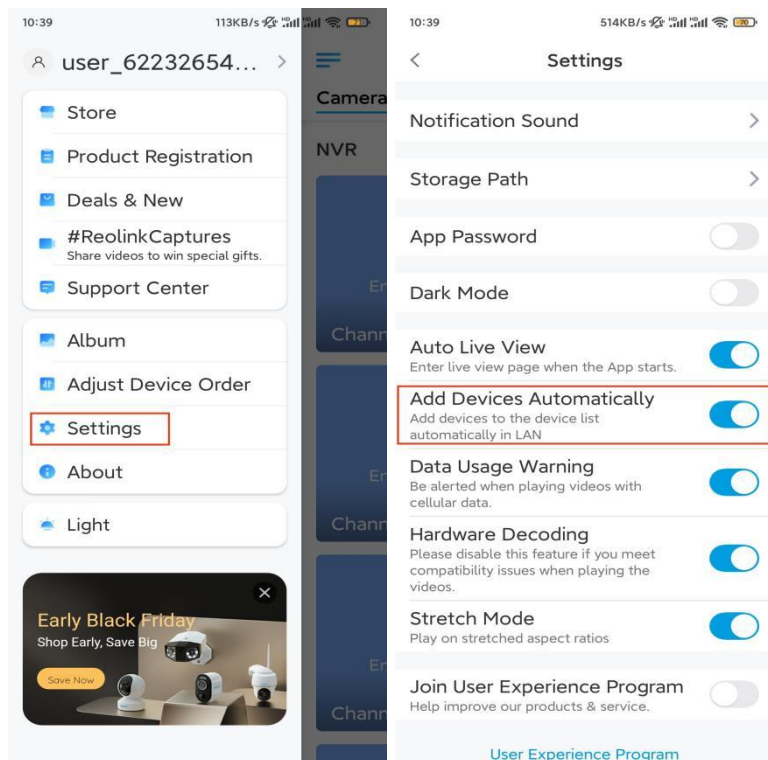 10:39
113KB/s
71
user_62232654...
Store
Product Registration
Deals & New
#ReolinkCaptures
Share videos to win special gifts.
Support Center
Album
Adjust Device Order
Settings
About
Light
Early Black Friday
Shop Early, Save Big
Save Now
Camera
NVR
Er
Chann
Er
Chann
Er
Chann
10:39
514KB/s
70
Settings
Notification Sound
Storage Path
App Password
Dark Mode
Auto Live View
Enter live view page when the App starts.
Add Devices Automatically
Add devices to the device list
automatically in LAN
Data Usage Warning
Be alerted when playing videos with
cellular data.
Hardware Decoding
Please disable this feature if you meet
compatibility issues when playing the
videos.
Stretch Mode
Play on stretched aspect ratios
Join User Experience Program
Help improve our products & service.
User Experience Program